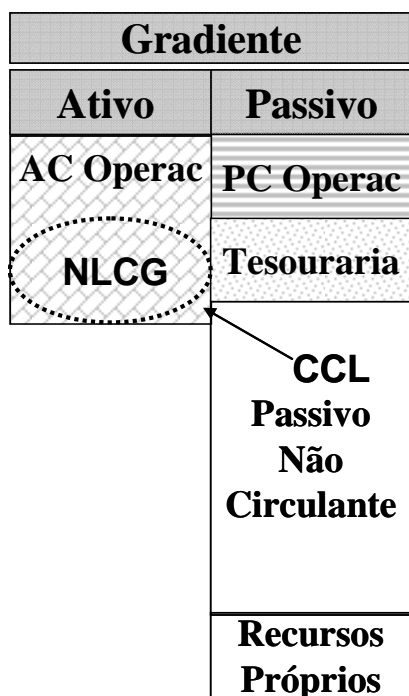 Gradiente
Ativo
Passivo
AC Operac
PC Operac
NLCG
Tesouraria
CCL
Passivo
Não
Circulante
Recursos
Próprios